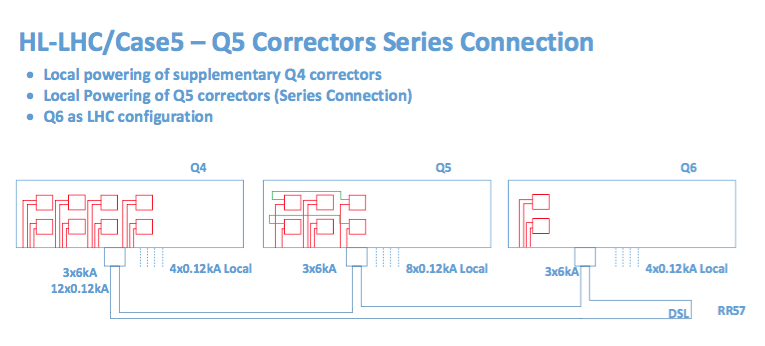 HL-LHC/Case5 – Q5 Correctors Series Connection
• Local powering of supplementary Q4 correctors
• Local Powering of Q5 correctors (Series Connection)
• Q6 as LHC configuration
Q4 Q5 Q6
3x6kA 4x0.12kA Local 3x6kA 8x0.12kA Local 3x6kA 4x0.12kA Local
12x0.12kA
DSL RR57